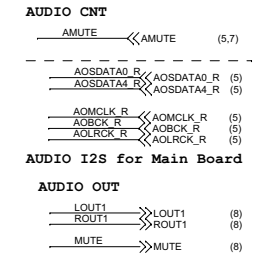 AUDIO CNT
AMUTE AMUTE (5,7)
AOSDATA0_R AOSDATA0_R (5)
AOSDATA4_R AOSDATA4_R (5)
AOMCLK_R AOMCLK_R (5)
AOBCK_R AOBCK_R (5)
AOLRCK_R AOLRCK_R (5)
AUDIO I2S for Main Board
AUDIO OUT
LOUT1 LOUT1 (8)
ROUT1 ROUT1 (8)
MUTE MUTE (8)